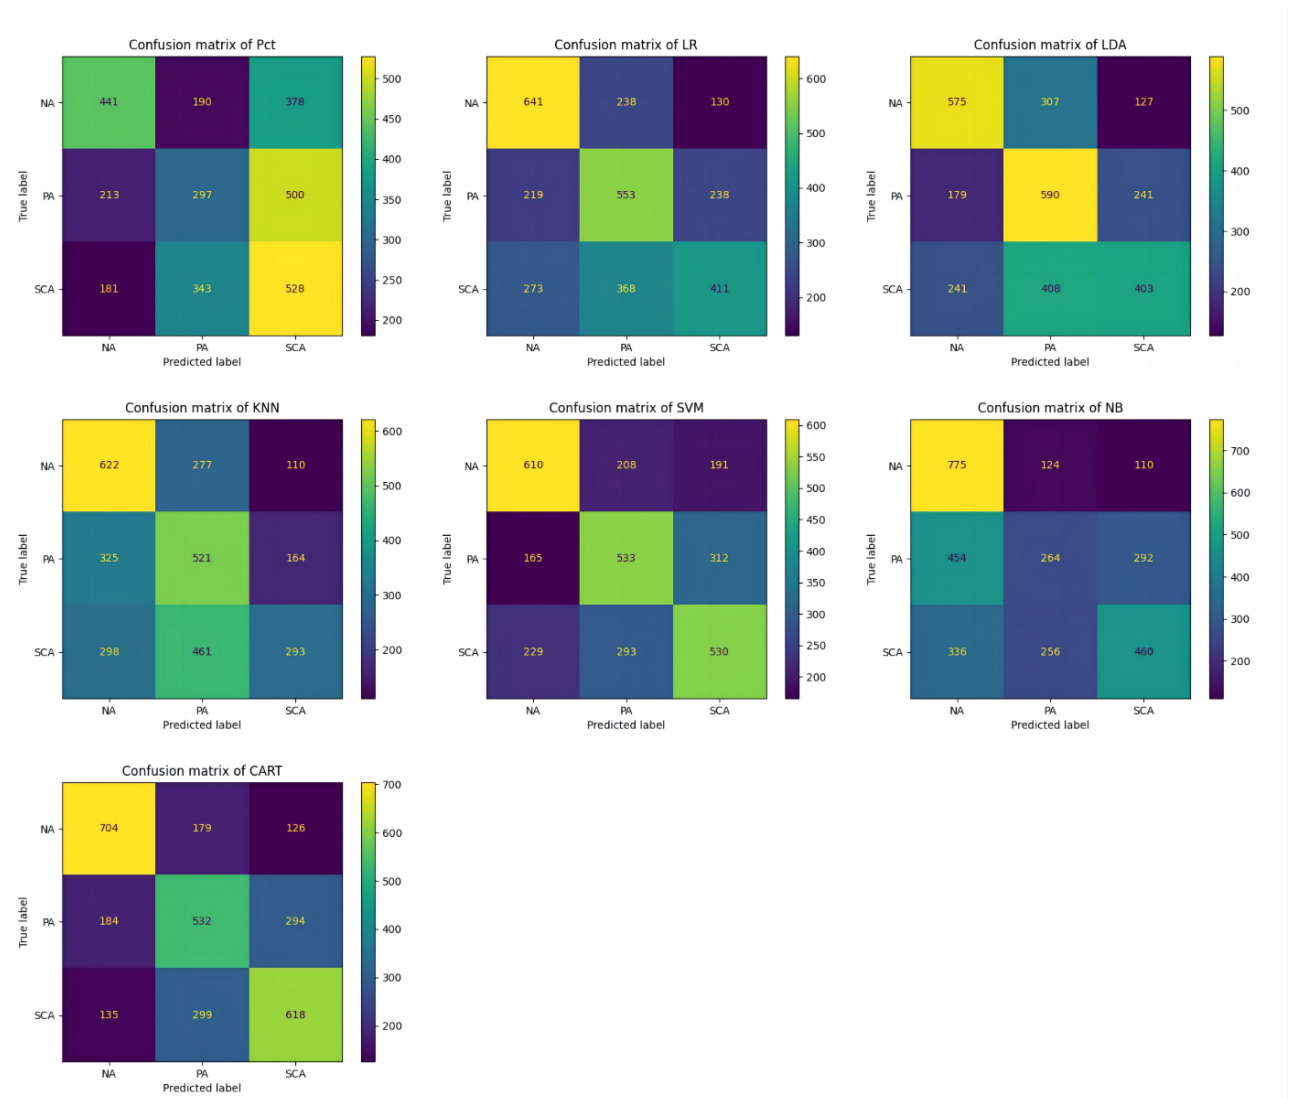 Confusion matrix of Pct
NA 441 190 378
PA 213 297 500
SCA 181 343 528
NA PA SCA
Predicted label
True label
500
450
400
350
300
250
200
Confusion matrix of LR
641 238 130
219 553 238
273 368 411
NA PA SCA
Predicted label
True label
600
500
400
300
200
Confusion matrix of LDA
NA 575 307 127
PA 179 590 241
SCA 241 408 403
NA PA SCA
Predicted label
True label
500
400
300
200
Confusion matrix of KNN
NA 622 277 110
PA 325 521 164
SCA 298 461 293
NA PA SCA
Predicted label
True label
600
500
400
300
200
Confusion matrix of SVM
610 208 191
165 533 312
229 293 530
NA PA SCA
Predicted label
True label
600
550
500
450
400
350
300
250
200
Confusion matrix of NB
NA 775 124 110
PA 454 264 292
SCA 336 256 460
NA PA SCA
Predicted label
True label
700
600
500
400
300
200
Confusion matrix of CART
NA 704 179 126
PA 184 532 294
SCA 135 299 618
NA PA SCA
Predicted label
True label
700
600
500
400
300
200